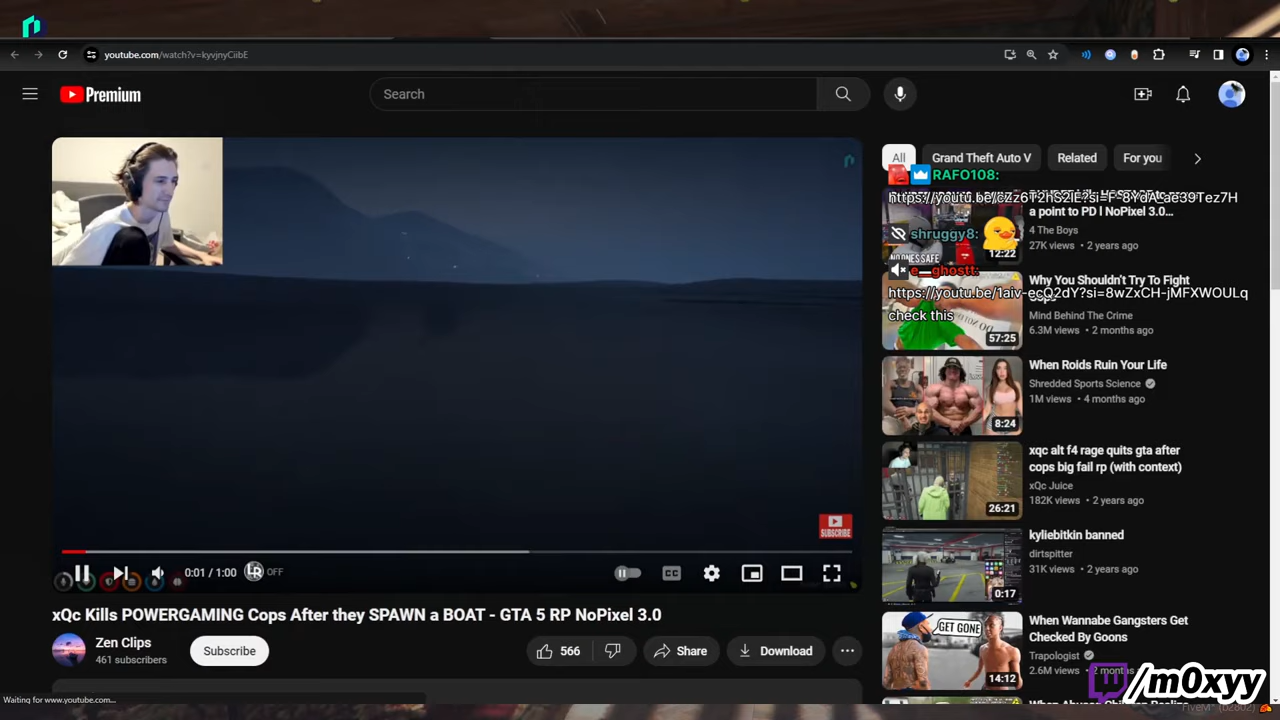 youtube.com/watch?v=kyvjnyCiibE
Premium
Search
All
Grand Theft Auto V
Related
For you
RAFO108:
a point to PD | NoPixel 3.0...
4 The Boys
27K views • 2 years ago
12:22
shruggy8:
e__ghostt:
https://youtu.be/1aiv-ecQ2dY?si=8wZxCH-jMFXWOULq
check this
Why You Shouldn't Try To Fight
Mind Behind The Crime
6.3M views • 2 months ago
57:25
When Roids Ruin Your Life
Shredded Sports Science
1M views • 4 months ago
8:24
xqc alt f4 rage quits gta after
cops big fail rp (with context)
xQc Juice
182K views • 2 years ago
26:21
kyliebitkin banned
dirtspitter
31K views • 2 years ago
0:17
GET GONE
When Wannabe Gangsters Get
Checked By Goons
Trapologist
2.6M views
14:12
SUBSCRIBE
0:01 / 1:00
LR OFF
xQc Kills POWERGAMING Cops After they SPAWN a BOAT - GTA 5 RP NoPixel 3.0
Zen Clips
461 subscribers
Subscribe
566
Share
Download
Waiting for www.youtube.com...
/m0xyy
FiveM* (b2802)